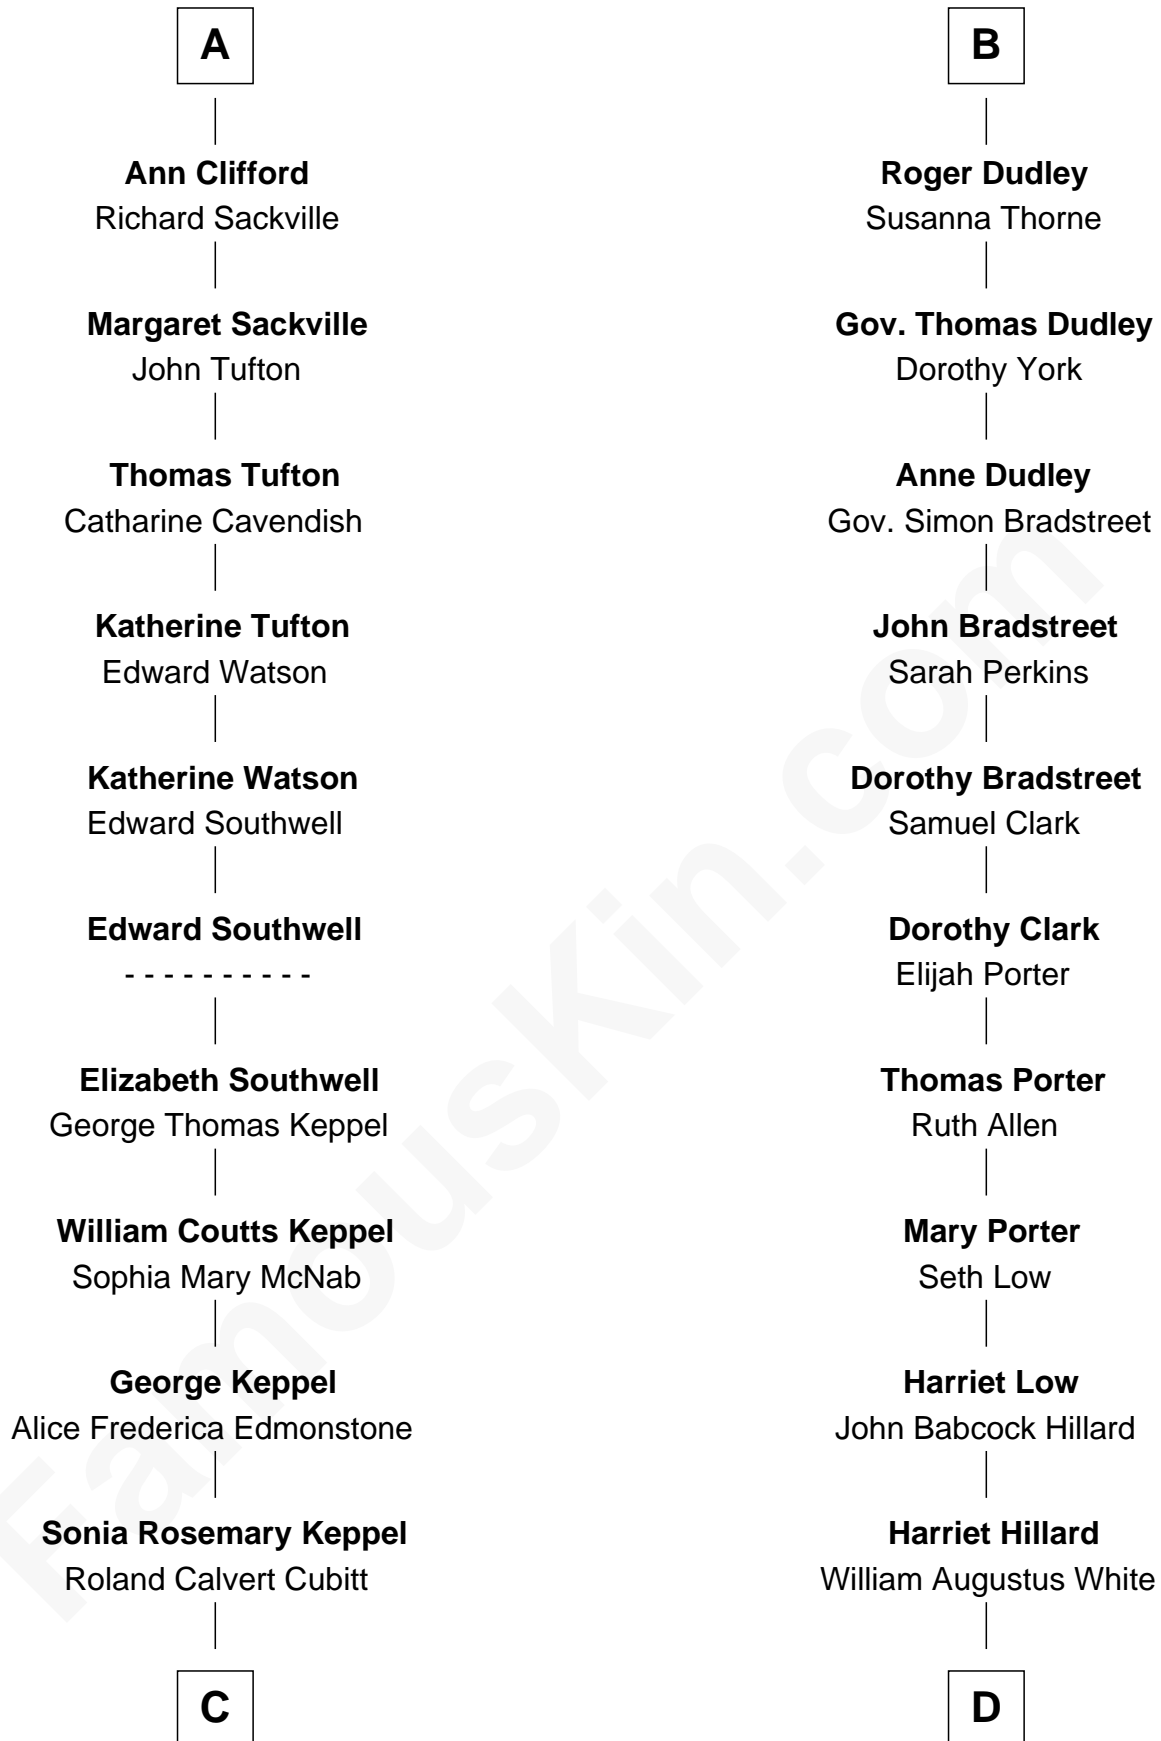 A
Ann Clifford
Richard Sackville
Margaret Sackville
John Tufton
Thomas Tufton
Catharine Cavendish
Katherine Tufton
Edward Watson
Katherine Watson
Edward Southwell
Edward Southwell
- - - - - - - - - -
Elizabeth Southwell
George Thomas Keppel
William Coutts Keppel
Sophia Mary McNab
George Keppel
Alice Frederica Edmonstone
Sonia Rosemary Keppel
Roland Calvert Cubitt
C
B
Roger Dudley
Susanna Thorne
Gov. Thomas Dudley
Dorothy York
Anne Dudley
Gov. Simon Bradstreet
John Bradstreet
Sarah Perkins
Dorothy Bradstreet
Samuel Clark
Dorothy Clark
Elijah Porter
Thomas Porter
Ruth Allen
Mary Porter
Seth Low
Harriet Low
John Babcock Hillard
Harriet Hillard
William Augustus White
D
FamousKin.com